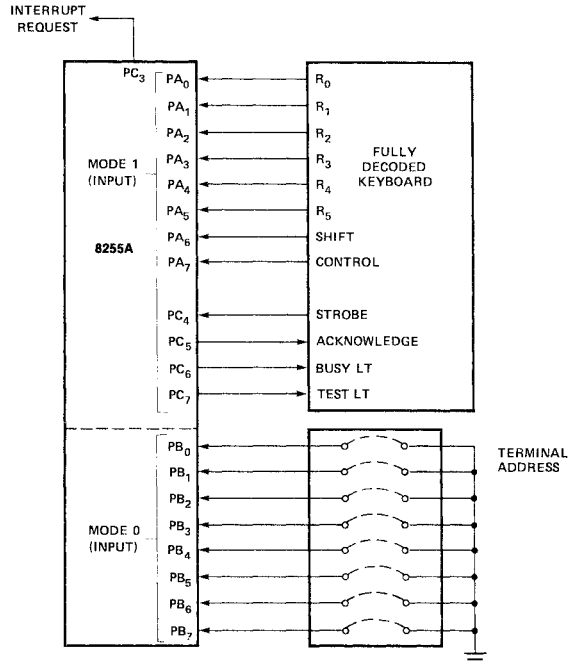 INTERRUPT
REQUEST
PC3
PA0
PA1
PA2
PA3
PA4
PA5
PA6
PA7
PC4
PC5
PC6
PC7
MODE 1
(INPUT)
8255A
R0
R1
R2
R3
R4
R5
SHIFT
CONTROL
STROBE
ACKNOWLEDGE
BUSY LT
TEST LT
FULLY
DECODED
KEYBOARD
MODE 0
(INPUT)
PB0
PB1
PB2
PB3
PB4
PB5
PB6
PB7
TERMINAL
ADDRESS